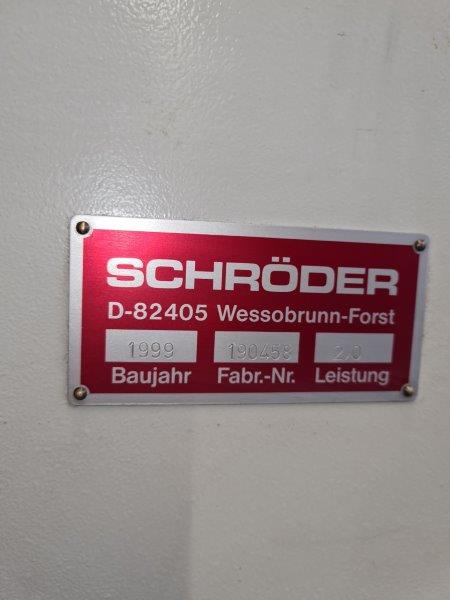 SCHRÖDER
D-82405 Wessobrunn-Forst
1999 190458 2.0
Baujahr Fabr.-Nr. Leistung